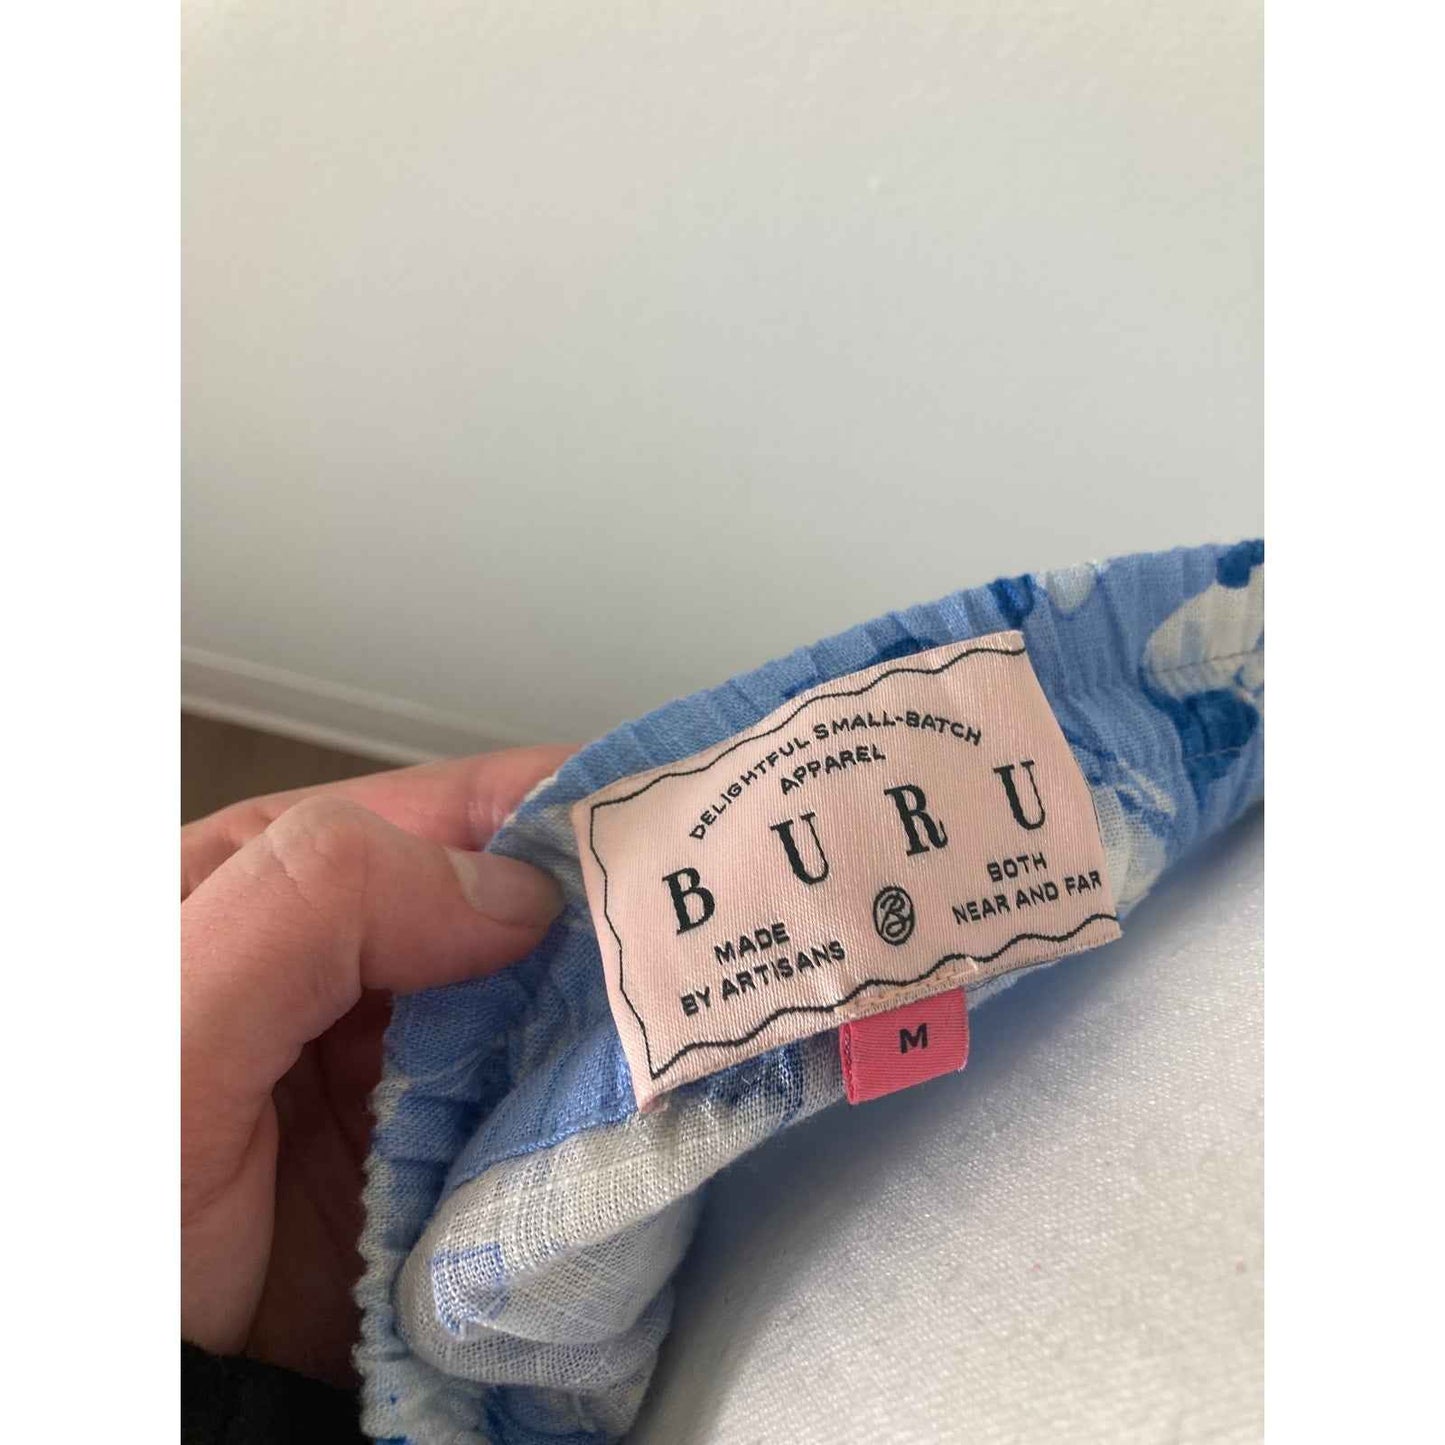 DELIGHTFUL SMALL-BATCH
APPAREL
BURU
MADE
BY ARTISANS
B
BOTH
NEAR AND FAR
M